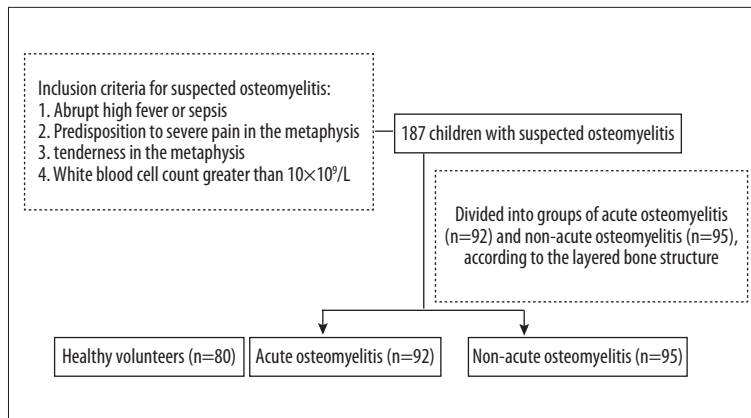 Inclusion criteria for suspected osteomyelitis:
1. Abrupt high fever or sepsis
2. Predisposition to severe pain in the metaphysis
3. tenderness in the metaphysis
4. White blood cell count greater than 10×10⁹/L
187 children with suspected osteomyelitis
Divided into groups of acute osteomyelitis
(n=92) and non-acute osteomyelitis (n=95),
according to the layered bone structure
Healthy volunteers (n=80)
Acute osteomyelitis (n=92)
Non-acute osteomyelitis (n=95)